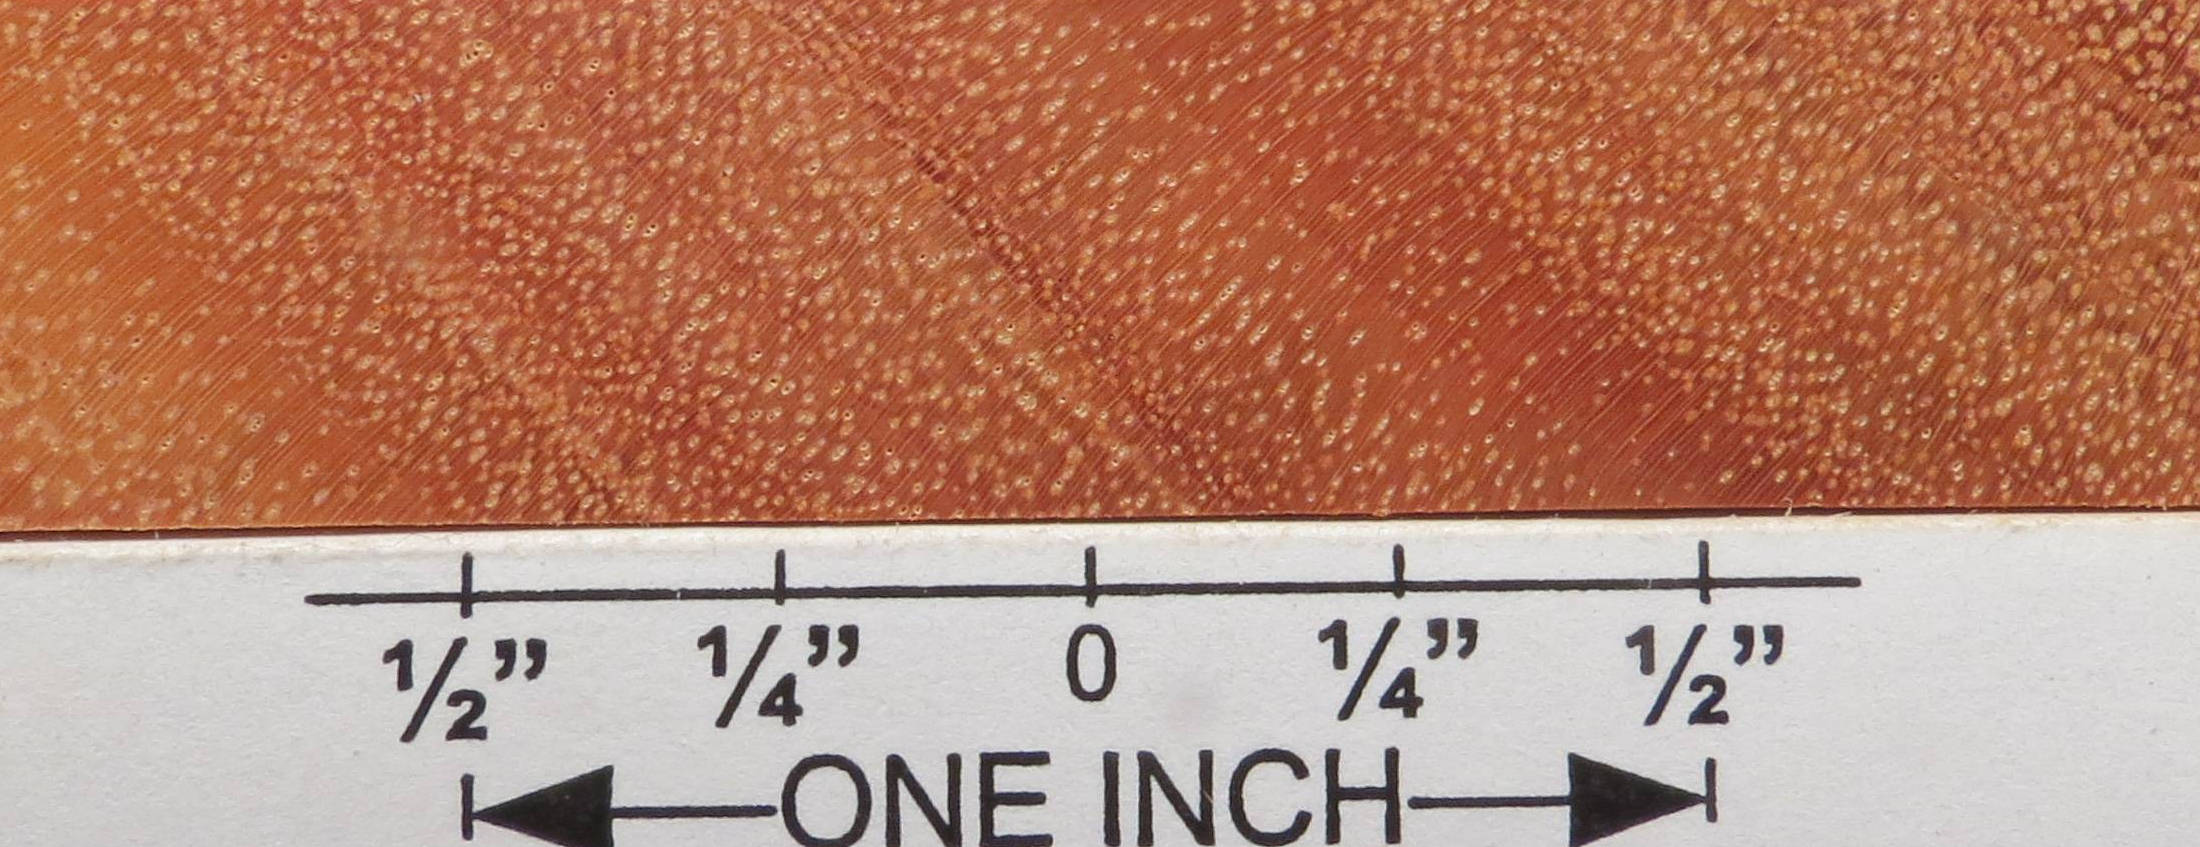 ½” ¼” 0 ¼” ½”
ONE INCH